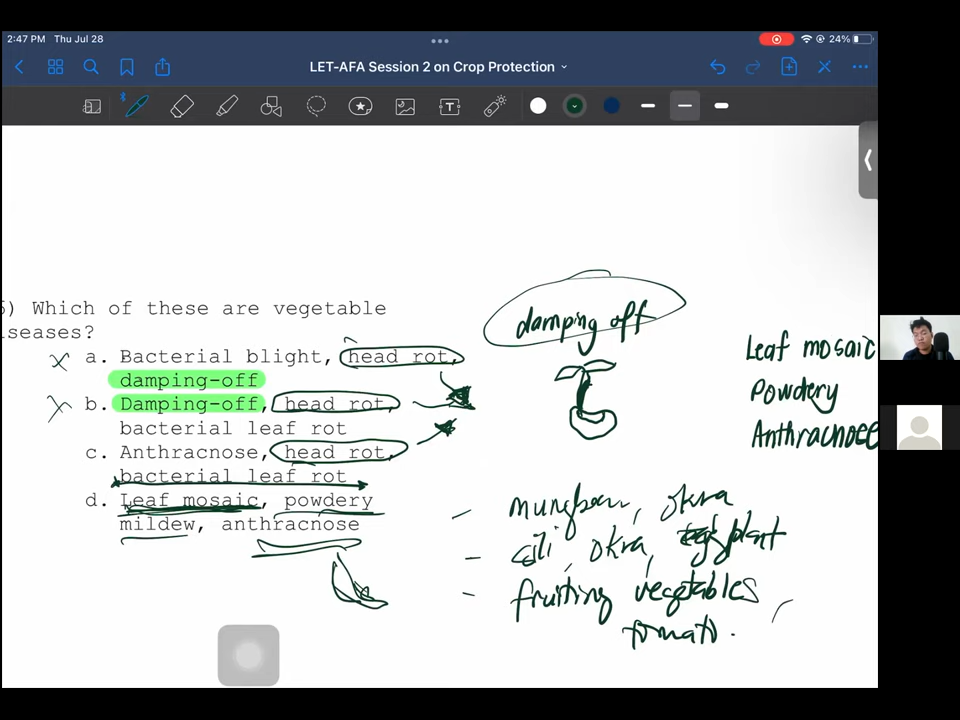 2:47 PM Thu Jul 28
24%
LET-AFA Session 2 on Crop Protection
5) Which of these are vegetable
iseases?
x a. Bacterial blight, head rot,
damping-off
x b. Damping-off, head rot,
bacterial leaf rot
c. Anthracnose, head rot,
bacterial leaf rot
d. Leaf mosaic, powdery
mildew, anthracnose
damping off
Leaf mosaic
Powdery
Anthracnose
- mungbean, okra
- sili, okra, eggplant
- fruiting vegetables
tomato.